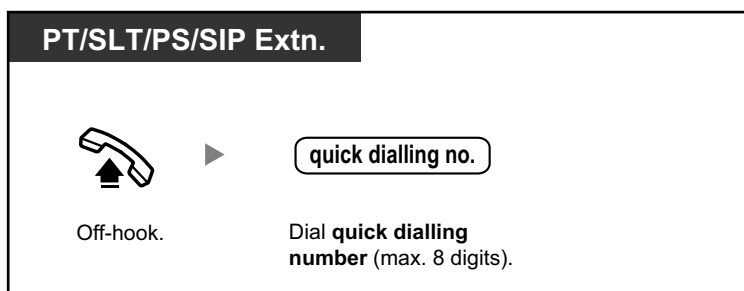 PT/SLT/PS/SIP Extn.
quick dialling no.
Off-hook.
Dial quick dialling
number (max. 8 digits).